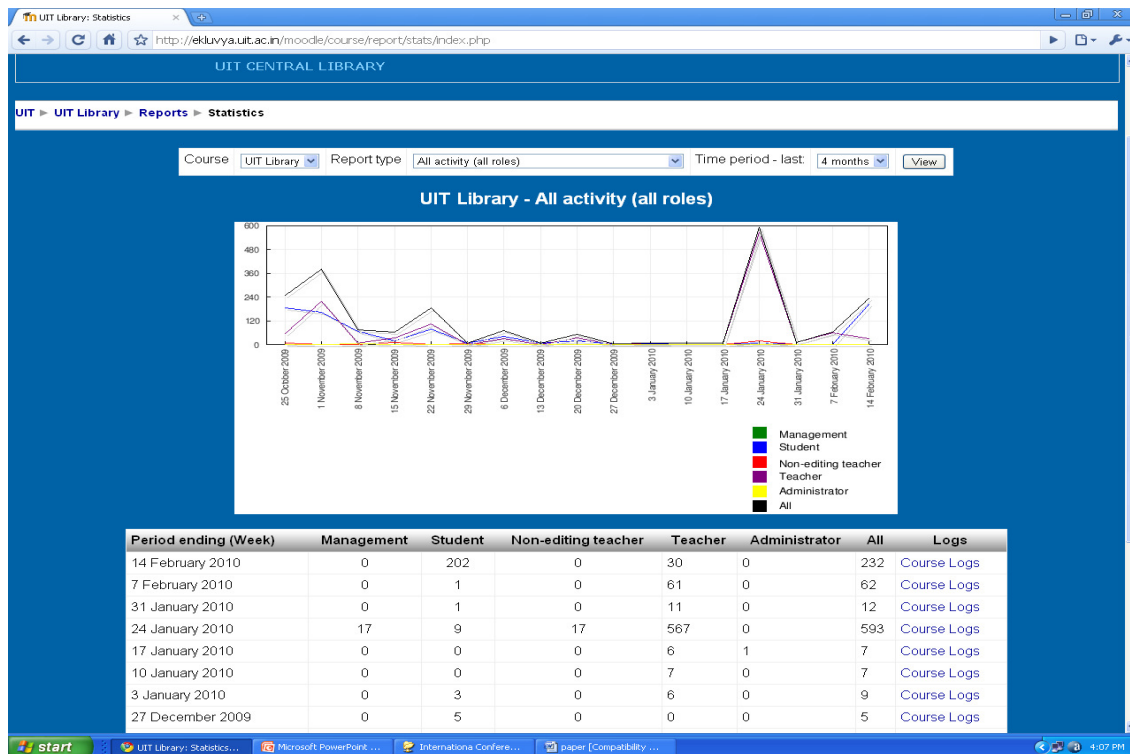 UIT Library: Statistics
http://ekluvya.uit.ac.in/moodle/course/report/stats/index.php
UIT CENTRAL LIBRARY
UIT ► UIT Library ► Reports ► Statistics
Course UIT Library Report type All activity (all roles) Time period - last: 4 months View
UIT Library - All activity (all roles)
600
480
360
240
120
0
25 October 2009
1 November 2009
8 November 2009
15 November 2009
22 November 2009
29 November 2009
6 December 2009
13 December 2009
20 December 2009
27 December 2009
3 January 2010
10 January 2010
17 January 2010
24 January 2010
31 January 2010
7 February 2010
14 February 2010
Management
Student
Non-editing teacher
Teacher
Administrator
All
Period ending (Week) Management Student Non-editing teacher Teacher Administrator All Logs
14 February 2010 0 202 0 30 0 232 Course Logs
7 February 2010 0 1 0 61 0 62 Course Logs
31 January 2010 0 1 0 11 0 12 Course Logs
24 January 2010 17 9 17 567 0 593 Course Logs
17 January 2010 0 0 0 6 1 7 Course Logs
10 January 2010 0 0 0 7 0 7 Course Logs
3 January 2010 0 3 0 6 0 9 Course Logs
27 December 2009 0 5 0 0 0 5 Course Logs
start UIT Library: Statistics... Microsoft PowerPoint ... Internationa Confere... paper [Compatibility ... 4:07 PM